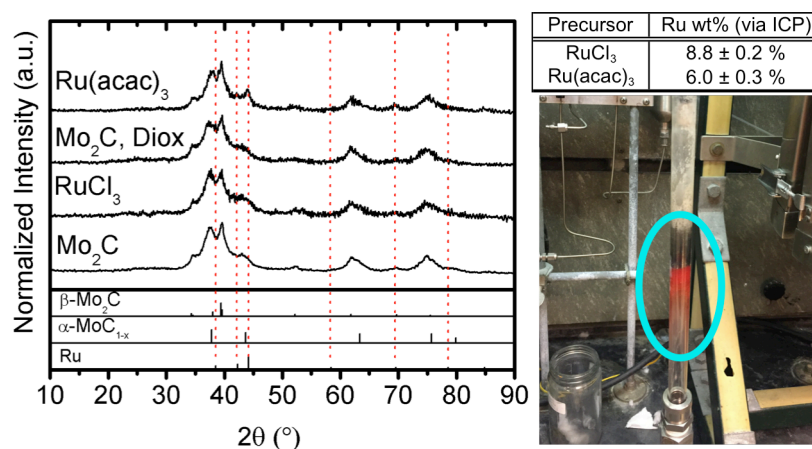 Ru(acac)₃
Mo₂C, Diox
RuCl₃
Mo₂C
β-Mo₂C
α-MoC₁₋ₓ
Ru
10 20 30 40 50 60 70 80 90
2θ (°)
Normalized Intensity (a.u.)
Precursor Ru wt% (via ICP)
RuCl₃ 8.8 ± 0.2 %
Ru(acac)₃ 6.0 ± 0.3 %